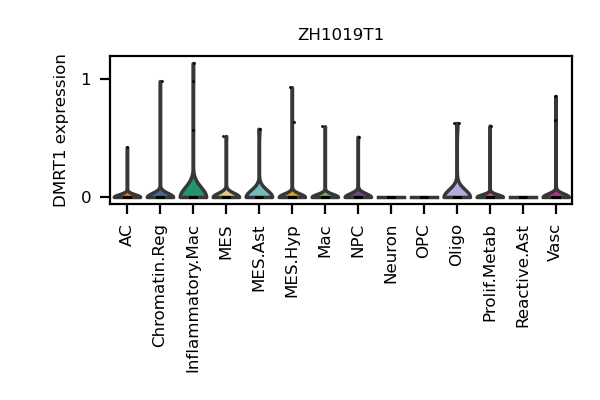 ZH1019T1
DMRT1 expression
1
0
AC
Chromatin.Reg
Inflammatory.Mac
MES
MES.Ast
MES.Hyp
Mac
NPC
Neuron
OPC
Oligo
Prolif.Metab
Reactive.Ast
Vasc